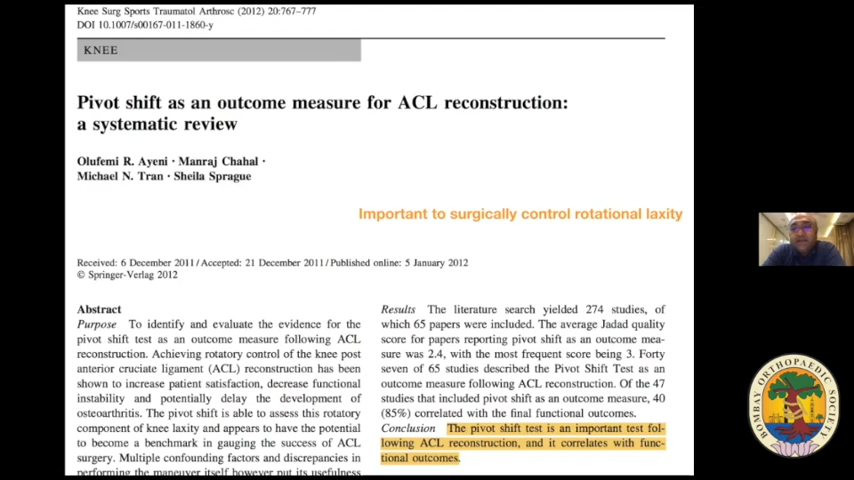 Knee Surg Sports Traumatol Arthrosc (2012) 20:767–777
DOI 10.1007/s00167-011-1860-y
KNEE
Pivot shift as an outcome measure for ACL reconstruction:
a systematic review
Olufemi R. Ayeni · Manraj Chahal ·
Michael N. Tran · Sheila Sprague
Important to surgically control rotational laxity
Received: 6 December 2011 / Accepted: 21 December 2011 / Published online: 5 January 2012
© Springer-Verlag 2012
Abstract
Purpose To identify and evaluate the evidence for the
pivot shift test as an outcome measure following ACL
reconstruction. Achieving rotatory control of the knee post
anterior cruciate ligament (ACL) reconstruction has been
shown to increase patient satisfaction, decrease functional
instability and potentially delay the development of
osteoarthritis. The pivot shift is able to assess this rotatory
component of knee laxity and appears to have the potential
to become a benchmark in gauging the success of ACL
surgery. Multiple confounding factors and discrepancies in
performing the maneuver itself however put its usefulness
Results The literature search yielded 274 studies, of
which 65 papers were included. The average Jadad quality
score for papers reporting pivot shift as an outcome mea-
sure was 2.4, with the most frequent score being 3. Forty
seven of 65 studies described the Pivot Shift Test as an
outcome measure following ACL reconstruction. Of the 47
studies that included pivot shift as an outcome measure, 40
(85%) correlated with the final functional outcomes.
Conclusion The pivot shift test is an important test fol-
lowing ACL reconstruction, and it correlates with func-
tional outcomes.
BOMBAY ORTHOPAEDIC SOCIETY